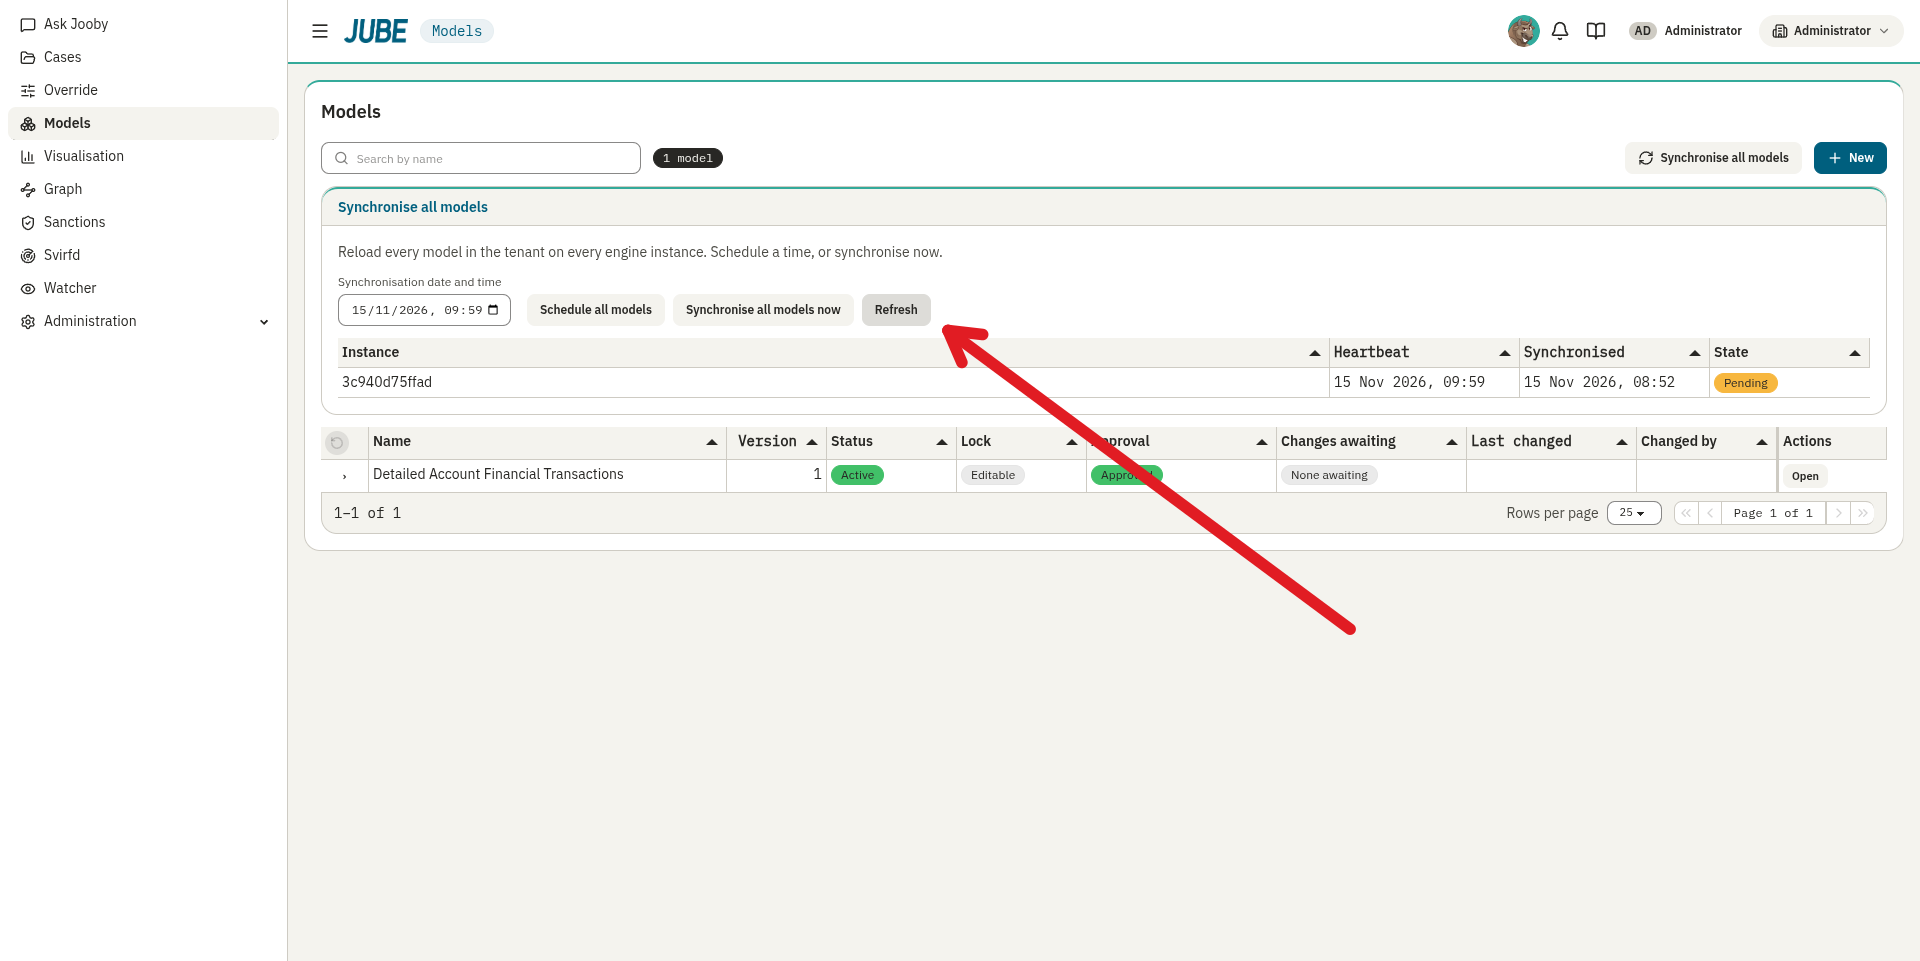 Ask Jooby
Cases
Override
Models
Visualisation
Graph
Sanctions
Svirfd
Watcher
Administration
JUBE Models AD Administrator Administrator
Models
Search by name 1 model Synchronise all models New
Synchronise all models
Reload every model in the tenant on every engine instance. Schedule a time, or synchronise now.
Synchronisation date and time
15/11/2026, 09:59 Schedule all models Synchronise all models now Refresh
Instance Heartbeat Synchronised State
3c940d75ffad 15 Nov 2026, 09:59 15 Nov 2026, 08:52 Pending
Name Version Status Lock Approval Changes awaiting Last changed Changed by Actions
Detailed Account Financial Transactions 1 Active Editable None awaiting Open
1–1 of 1 Rows per page 25 Page 1 of 1